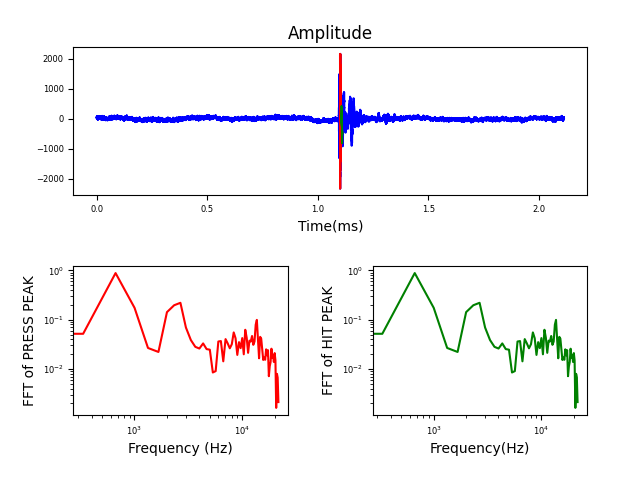 Amplitude
2000
1000
0
−1000
−2000
0.0 0.5 1.0 1.5 2.0
Time(ms)
FFT of PRESS PEAK
10⁰
10⁻¹
10⁻²
10³ 10⁴
Frequency (Hz)
FFT of HIT PEAK
10⁰
10⁻¹
10⁻²
10³ 10⁴
Frequency(Hz)